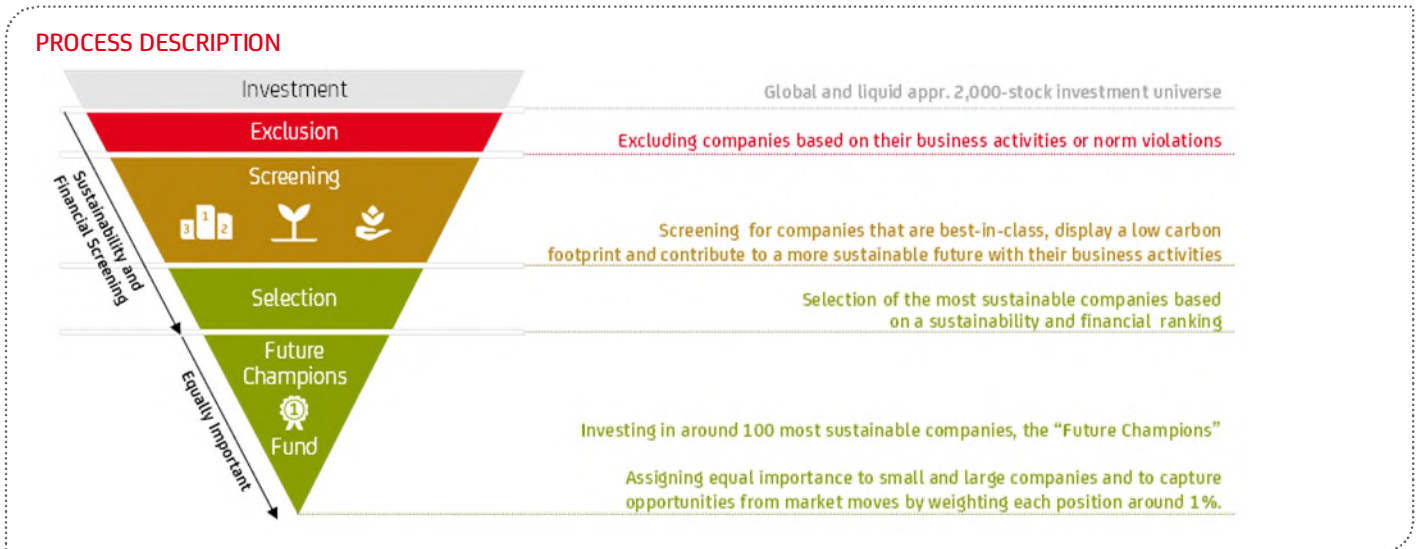 PROCESS DESCRIPTION
Investment
Global and liquid appr. 2,000-stock investment universe
Exclusion
Excluding companies based on their business activities or norm violations
Screening
3 1 2
Screening for companies that are best-in-class, display a low carbon
footprint and contribute to a more sustainable future with their business activities
Sustainability and
Financial Screening
Selection
Selection of the most sustainable companies based
on a sustainability and financial ranking
Future
Champions
1
Fund
Equally Important
Investing in around 100 most sustainable companies, the “Future Champions”
Assigning equal importance to small and large companies and to capture
opportunities from market moves by weighting each position around 1%.